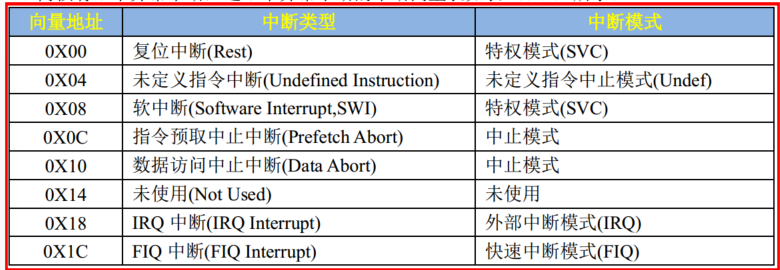 向量地址 中断类型 中断模式
0X00 复位中断(Rest) 特权模式(SVC)
0X04 未定义指令中断(Undefined Instruction) 未定义指令中止模式(Undef)
0X08 软中断(Software Interrupt,SWI) 特权模式(SVC)
0X0C 指令预取中止中断(Prefetch Abort) 中止模式
0X10 数据访问中止中断(Data Abort) 中止模式
0X14 未使用(Not Used) 未使用
0X18 IRQ 中断(IRQ Interrupt) 外部中断模式(IRQ)
0X1C FIQ 中断(FIQ Interrupt) 快速中断模式(FIQ)